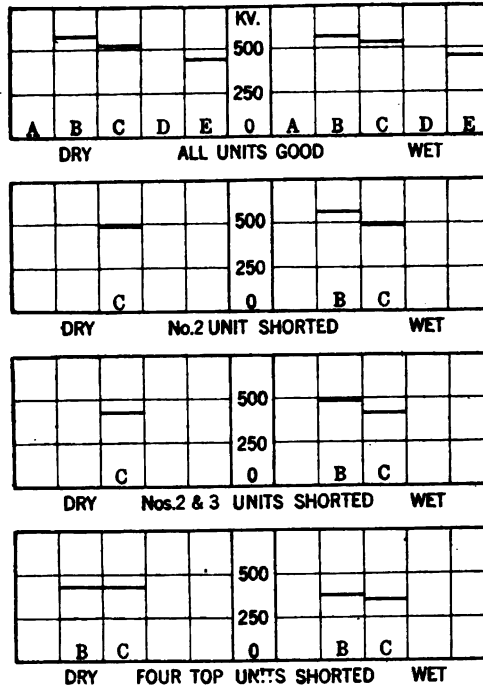 KV.
500
250
A B C D E 0 A B C D E
DRY ALL UNITS GOOD WET
500
250
C 0 B C
DRY No.2 UNIT SHORTED WET
500
250
C 0 B C
DRY Nos.2 & 3 UNITS SHORTED WET
500
250
B C 0 B C
DRY FOUR TOP UNITS SHORTED WET